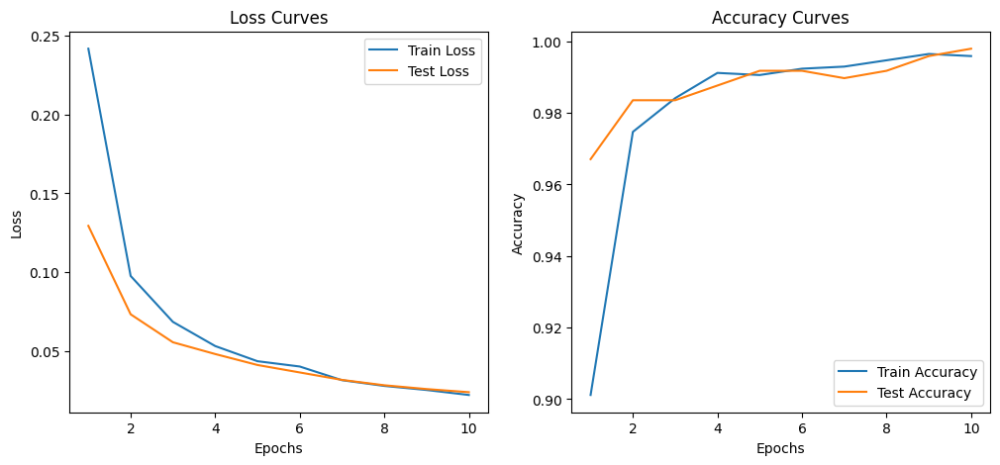 Loss Curves
0.25
0.20
0.15
0.10
0.05
Loss
Train Loss
Test Loss
2
4
6
8
10
Epochs
Accuracy Curves
1.00
0.98
0.96
0.94
0.92
0.90
Accuracy
Train Accuracy
Test Accuracy
2
4
6
8
10
Epochs